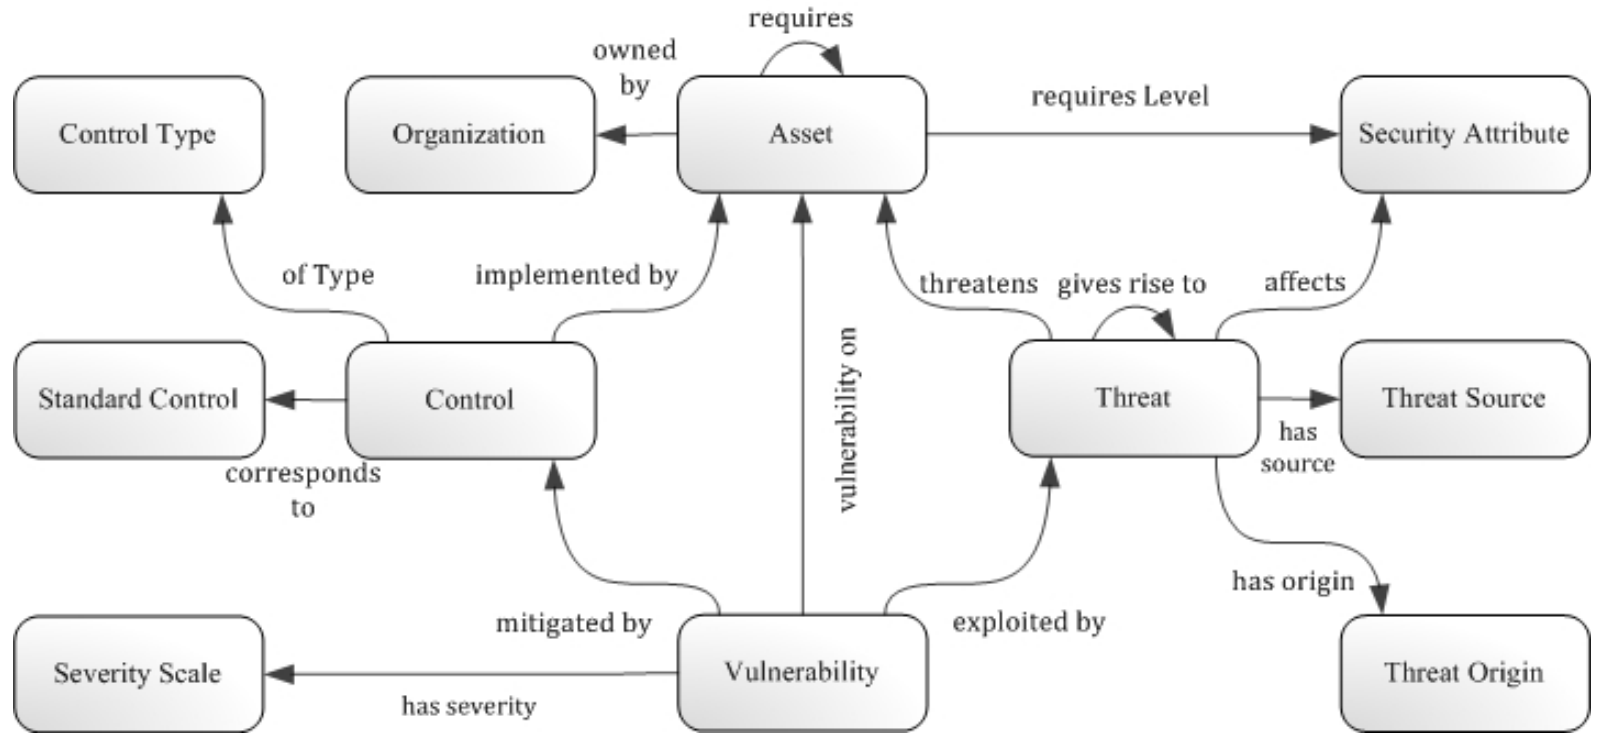 requires
owned
by
requires Level
Control Type
Organization
Asset
Security Attribute
of Type
implemented by
threatens
gives rise to
affects
vulnerability on
Standard Control
Control
Threat
Threat Source
has
source
corresponds
to
has origin
mitigated by
exploited by
Severity Scale
Vulnerability
Threat Origin
has severity